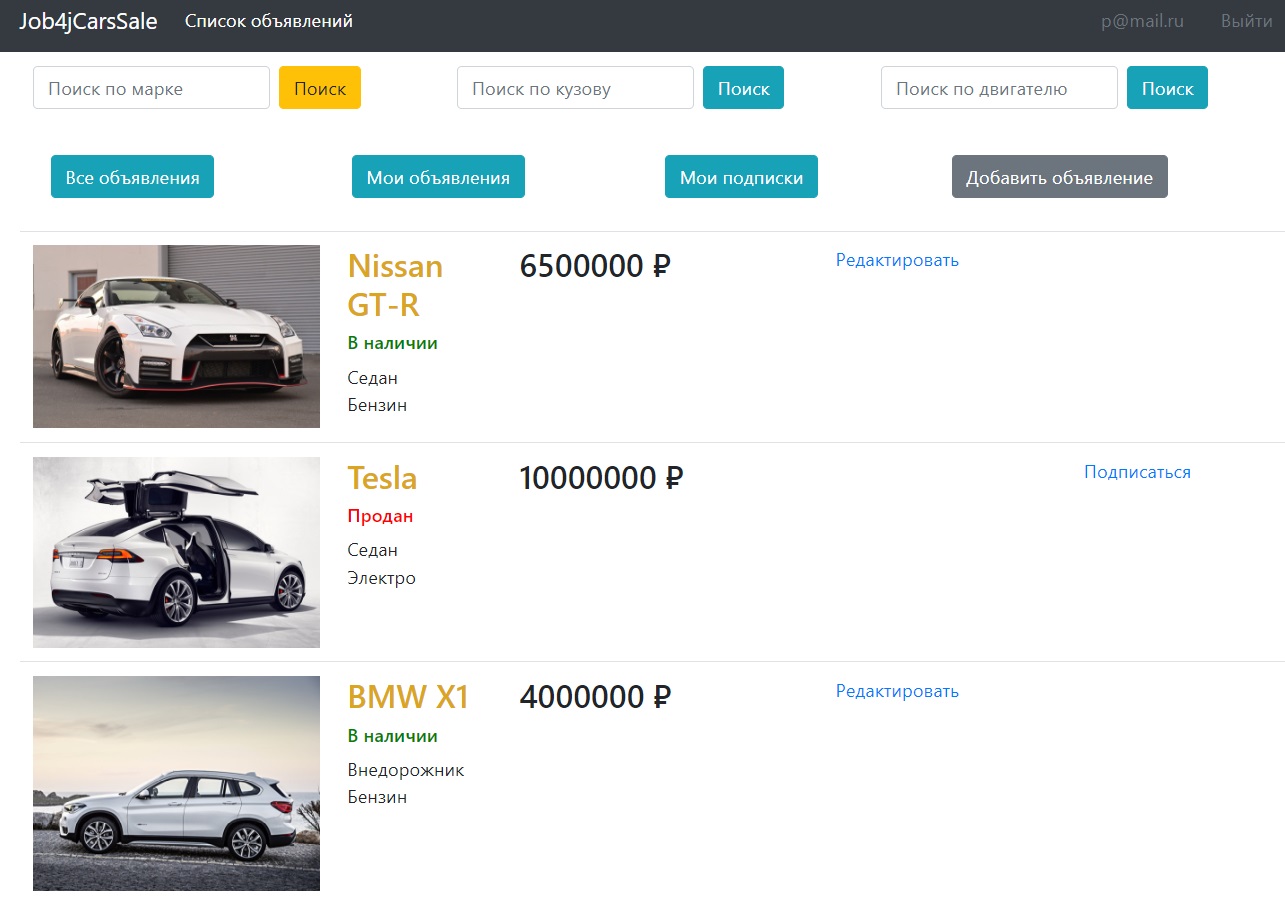 Job4jCarsSale Список объявлений p@mail.ru Выйти
Поиск по марке Поиск Поиск по кузову Поиск Поиск по двигателю Поиск
Все объявления Мои объявления Мои подписки Добавить объявление
Nissan GT-R 6500000 ₽ Редактировать
В наличии
Седан
Бензин
Tesla 10000000 ₽ Подписаться
Продан
Седан
Электро
BMW X1 4000000 ₽ Редактировать
В наличии
Внедорожник
Бензин